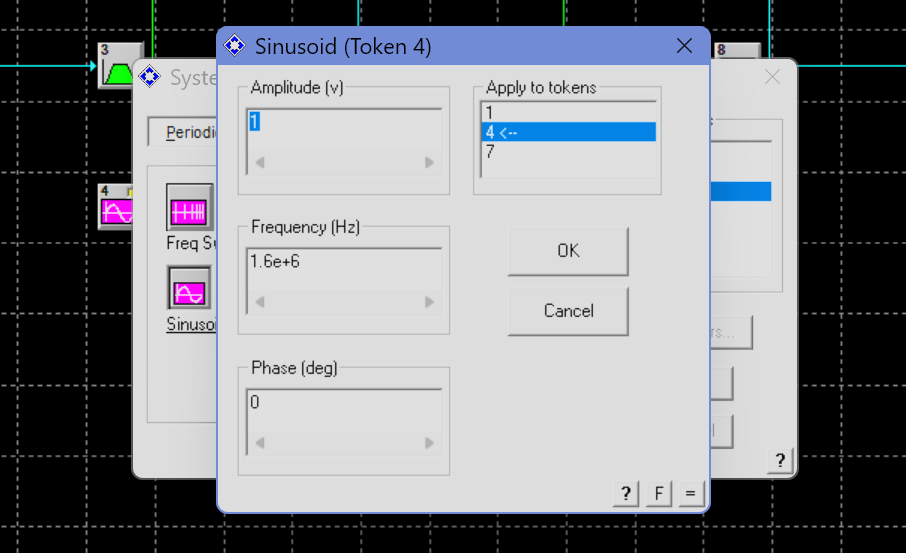 3
8
Sinusoid (Token 4)
Syste
Amplitude (v)
1
Apply to tokens
1
4 <--
7
Periodi
4
Freq S
Frequency (Hz)
1.6e+6
OK
Cancel
Sinusoi
rs...
Phase (deg)
0
?
? F =